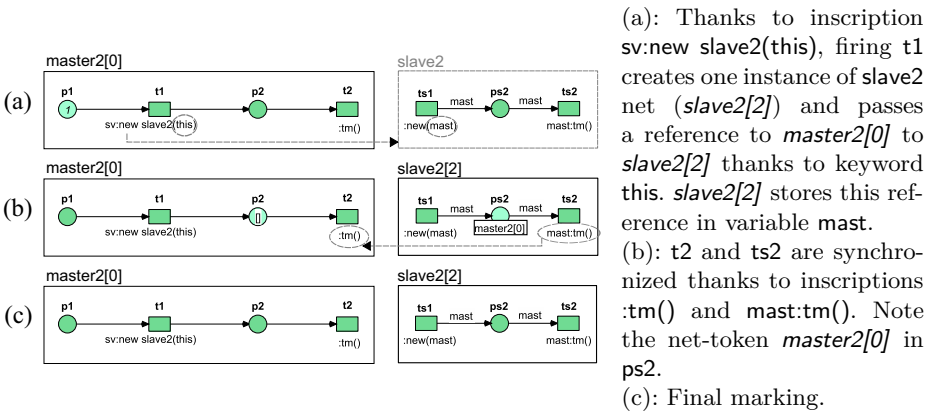 master2[0]
slave2
p1 t1 p2 t2 ts1 mast ps2 mast ts2
(a)
1
sv:new slave2(this) :tm() :new(mast) mast:tm()
master2[0]
slave2[2]
p1 t1 p2 t2 ts1 mast ps2 mast ts2
(b)
[]
sv:new slave2(this) :tm() :new(mast) master2[0] mast:tm()
master2[0]
slave2[2]
p1 t1 p2 t2 ts1 mast ps2 mast ts2
(c)
sv:new slave2(this) :tm() :new(mast) mast:tm()
(a): Thanks to inscription
sv:new slave2(this), firing t1
creates one instance of slave2
net (slave2[2]) and passes
a reference to master2[0] to
slave2[2] thanks to keyword
this. slave2[2] stores this ref-
erence in variable mast.
(b): t2 and ts2 are synchro-
nized thanks to inscriptions
:tm() and mast:tm(). Note
the net-token master2[0] in
ps2.
(c): Final marking.